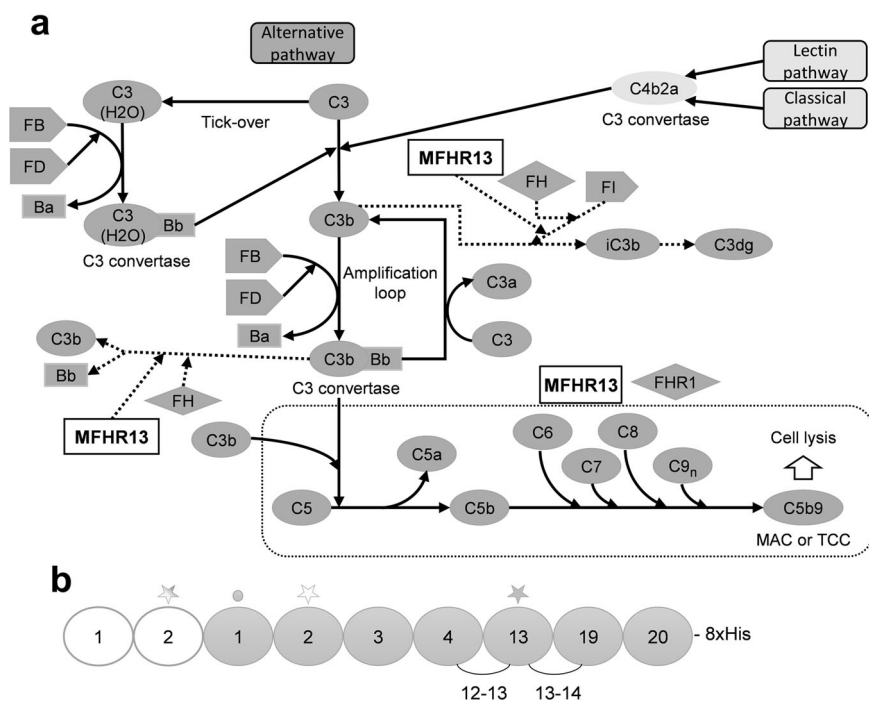 a
Alternative
pathway
Lectin
pathway
Classical
pathway
C4b2a
C3 convertase
C3
(H2O)
C3
Tick-over
FB
FD
Ba
C3
(H2O)
Bb
C3 convertase
MFHR13
FH
FI
C3b
iC3b
C3dg
FB
FD
Ba
Amplification
loop
C3a
C3
C3b
Bb
C3b
Bb
C3 convertase
FH
MFHR13
MFHR13
FHR1
C3b
C5
C5a
C5b
C6
C7
C8
C9n
Cell lysis
C5b9
MAC or TCC
b
1 2 1 2 3 4 13 19 20 - 8xHis
12-13 13-14